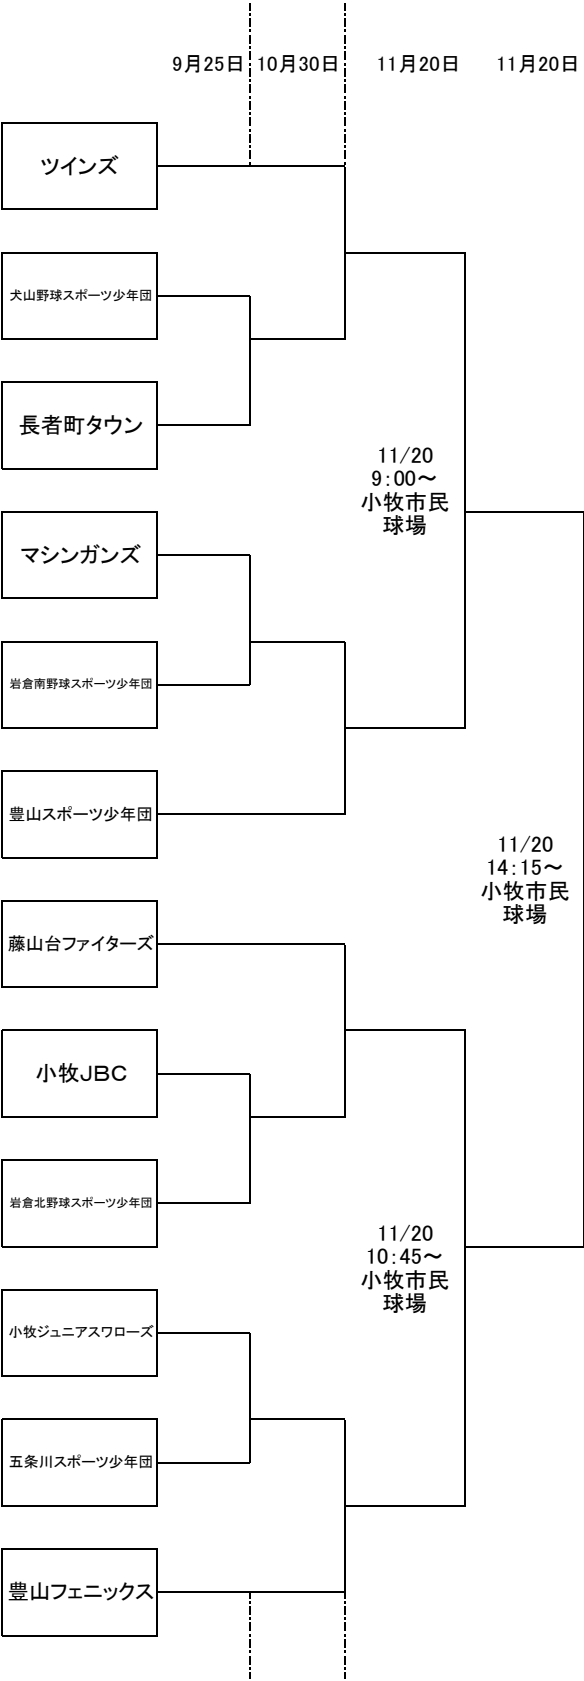 9月25日 10月30日 11月20日 11月20日
ツインズ
犬山野球スポーツ少年団
長者町タウン
11/20
9:00～
小牧市民
球場
マシンガンズ
岩倉南野球スポーツ少年団
豊山スポーツ少年団
11/20
14:15～
小牧市民
球場
藤山台ファイターズ
小牧JBC
岩倉北野球スポーツ少年団
11/20
10:45～
小牧市民
球場
小牧ジュニアスワローズ
五条川スポーツ少年団
豊山フェニックス